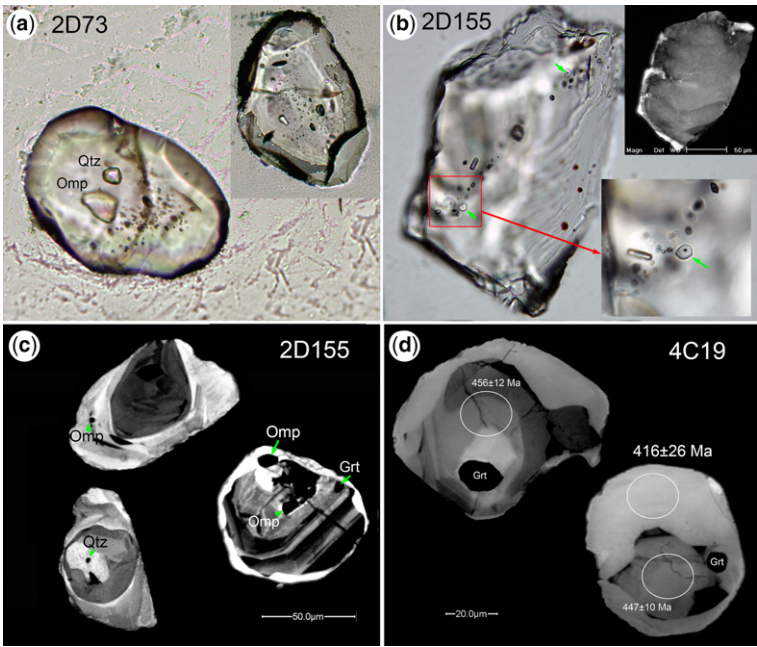 (a) 2D73
Qtz
Omp
(b) 2D155
Magn Det WD
50 µm
(c) 2D155
Omp
Omp
Grt
Omp
Qtz
50.0µm
(d) 4C19
456±12 Ma
Grt
416±26 Ma
Grt
447±10 Ma
20.0µm